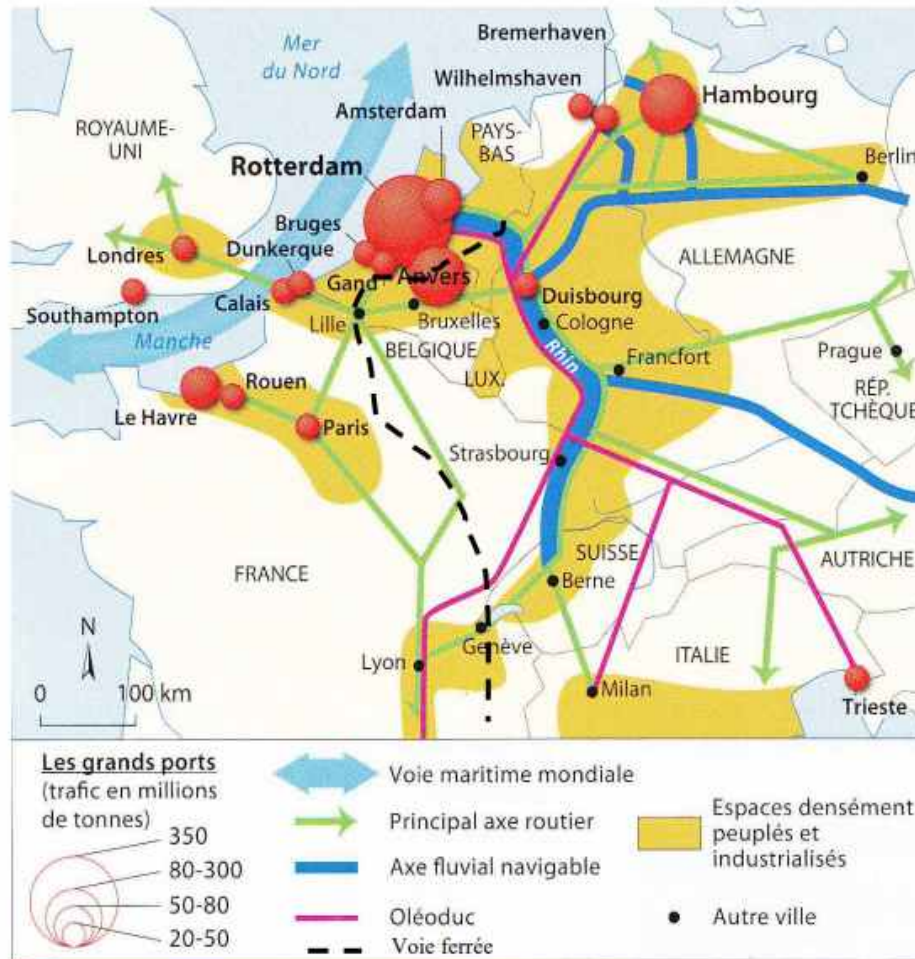 Bremerhaven
Mer
du Nord
Wilhelmshaven
Hambourg
Amsterdam
ROYAUME-
UNI
PAYS-
BAS
Rotterdam
Berlin
Bruges
Londres
Dunkerque
ALLEMAGNE
Gand
Anvers
Calais
Duisbourg
Southampton
Lille
Bruxelles
Cologne
Manche
BELGIQUE
Rhin
Francfort
Prague
LUX.
RÉP.
TCHÈQUE
Rouen
Le Havre
Paris
Strasbourg
FRANCE
SUISSE
AUTRICHE
Berne
N
Genève
Lyon
ITALIE
0 100 km
Milan
Trieste
Les grands ports
(trafic en millions
de tonnes)
350
80-300
50-80
20-50
Voie maritime mondiale
Principal axe routier
Axe fluvial navigable
Oléoduc
Voie ferrée
Espaces densément
peuplés et
industrialisés
Autre ville